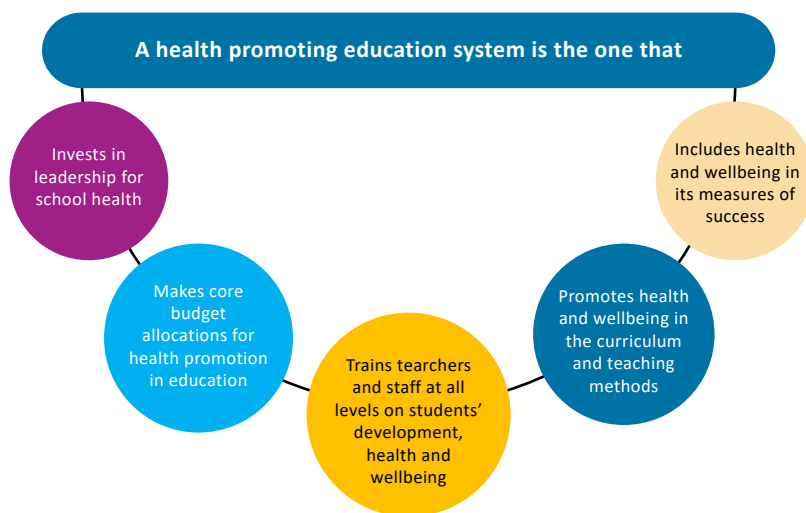 A health promoting education system is the one that
Invests in
leadership for
school health
Makes core
budget
allocations for
health promotion
in education
Trains tearchers
and staff at all
levels on students’
development,
health and
wellbeing
Promotes health
and wellbeing in
the curriculum
and teaching
methods
Includes health
and wellbeing in
its measures of
success